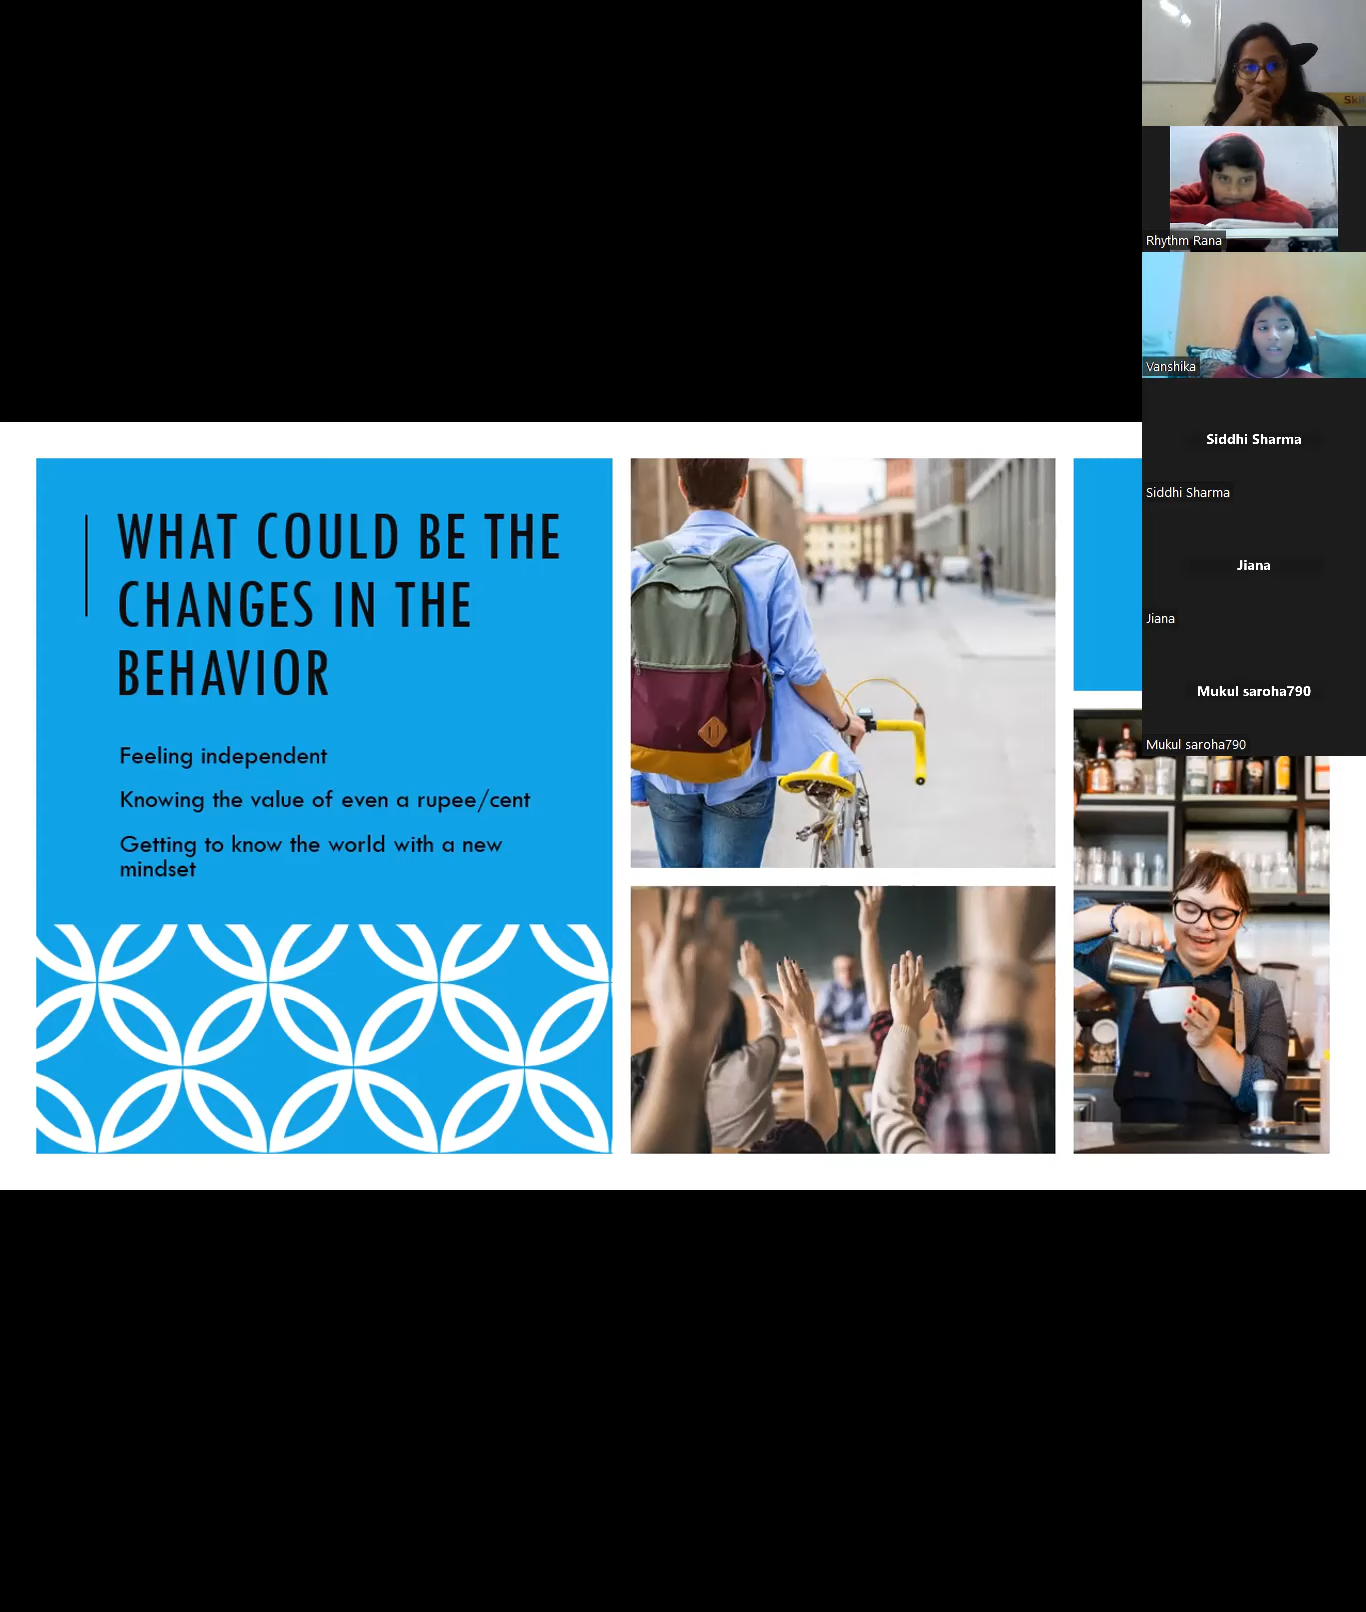 WHAT COULD BE THE
CHANGES IN THE
BEHAVIOR
Feeling independent
Knowing the value of even a rupee/cent
Getting to know the world with a new
mindset
Rhythm Rana
Vanshika
Siddhi Sharma
Siddhi Sharma
Jiana
Jiana
Mukul saroha790
Mukul saroha790